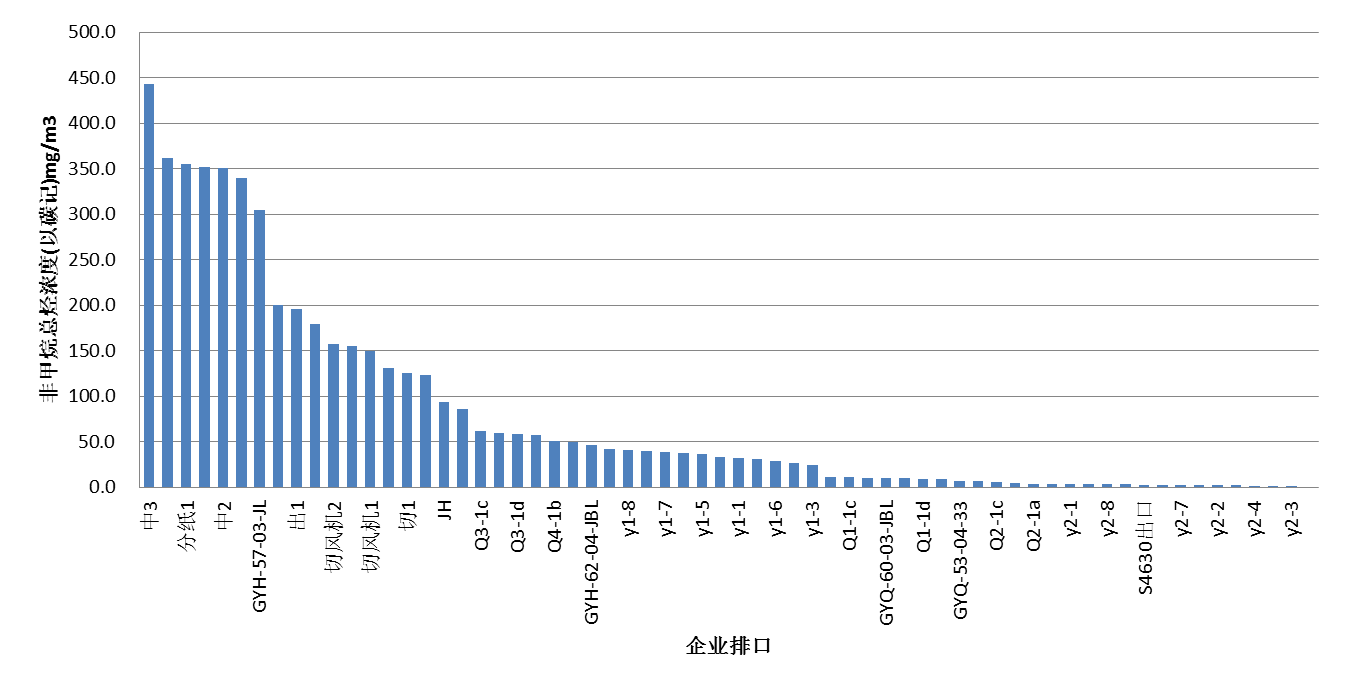 500.0
450.0
400.0
350.0
300.0
250.0
200.0
150.0
100.0
50.0
0.0
非甲烷总烃浓度(以碳记)mg/m3
中3
分纸1
中2
GYH-57-03-JL
出1
切风机2
切风机1
切1
JH
Q3-1c
Q3-1d
Q4-1b
GYH-62-04-JBL
y1-8
y1-7
y1-5
y1-1
y1-6
y1-3
Q1-1c
GYQ-60-03-JBL
Q1-1d
GYQ-53-04-33
Q2-1c
Q2-1a
y2-1
y2-8
S4630出口
y2-7
y2-2
y2-4
y2-3
企业排口